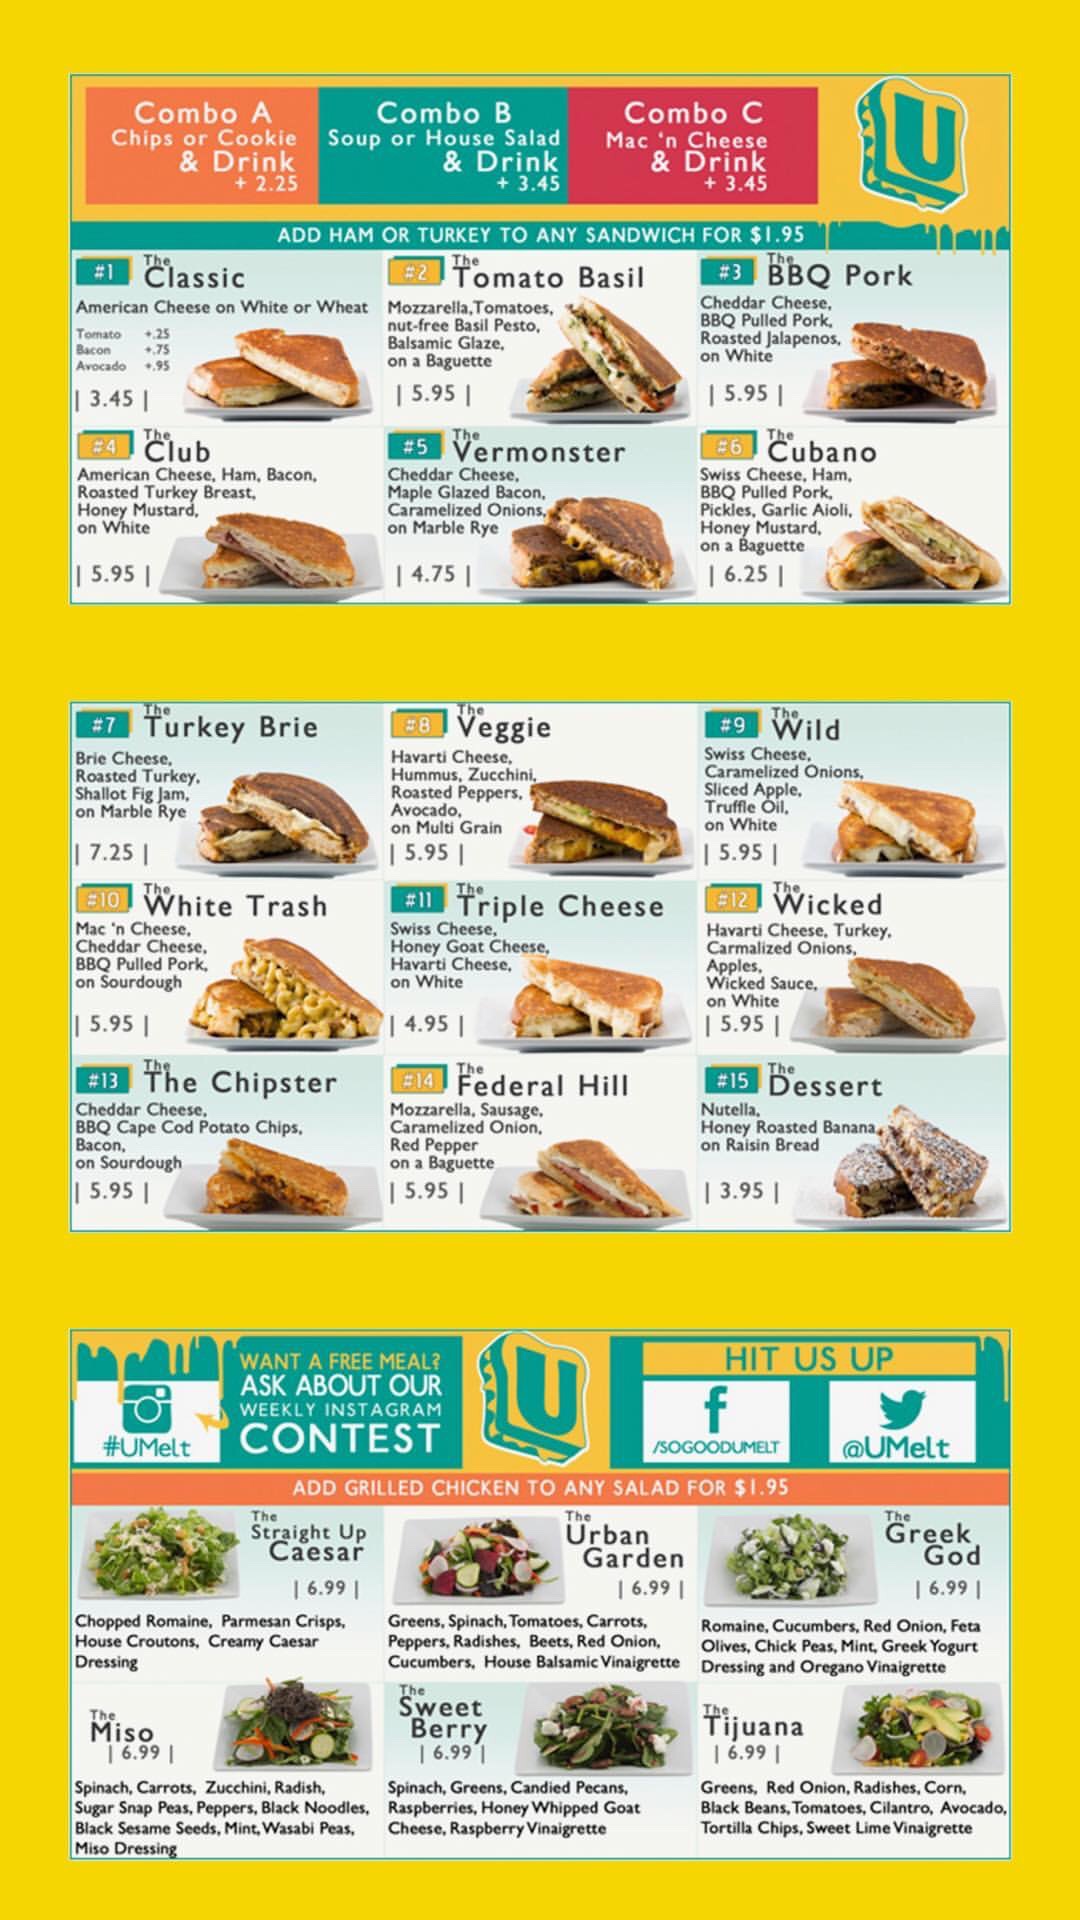 Combo A
Chips or Cookie
& Drink
+ 2.25
Combo B
Soup or House Salad
& Drink
+ 3.45
Combo C
Mac 'n Cheese
& Drink
+ 3.45
U
ADD HAM OR TURKEY TO ANY SANDWICH FOR $1.95
#1 The Classic
American Cheese on White or Wheat
Tomato +.25
Bacon +.75
Avocado +.95
| 3.45 |
#2 The Tomato Basil
Mozzarella, Tomatoes,
nut-free Basil Pesto,
Balsamic Glaze,
on a Baguette
| 5.95 |
#3 The BBQ Pork
Cheddar Cheese,
BBQ Pulled Pork,
Roasted Jalapenos,
on White
| 5.95 |
#4 The Club
American Cheese, Ham, Bacon,
Roasted Turkey Breast,
Honey Mustard,
on White
| 5.95 |
#5 The Vermonster
Cheddar Cheese,
Maple Glazed Bacon,
Caramelized Onions,
on Marble Rye
| 4.75 |
#6 The Cubano
Swiss Cheese, Ham,
BBQ Pulled Pork,
Pickles, Garlic Aioli,
Honey Mustard,
on a Baguette
| 6.25 |
#7 The Turkey Brie
Brie Cheese,
Roasted Turkey,
Shallot Fig Jam,
on Marble Rye
| 7.25 |
#8 The Veggie
Havarti Cheese,
Hummus, Zucchini,
Roasted Peppers,
Avocado,
on Multi Grain
| 5.95 |
#9 The Wild
Swiss Cheese,
Caramelized Onions,
Sliced Apple,
Truffle Oil,
on White
| 5.95 |
#10 The White Trash
Mac 'n Cheese,
Cheddar Cheese,
BBQ Pulled Pork,
on Sourdough
| 5.95 |
#11 The Triple Cheese
Swiss Cheese,
Honey Goat Cheese,
Havarti Cheese,
on White
| 4.95 |
#12 The Wicked
Havarti Cheese, Turkey,
Carmalized Onions,
Apples,
Wicked Sauce,
on White
| 5.95 |
#13 The The Chipster
Cheddar Cheese,
BBQ Cape Cod Potato Chips,
Bacon,
on Sourdough
| 5.95 |
#14 The Federal Hill
Mozzarella, Sausage,
Caramelized Onion,
Red Pepper
on a Baguette
| 5.95 |
#15 The Dessert
Nutella,
Honey Roasted Banana,
on Raisin Bread
| 3.95 |
#UMelt
WANT A FREE MEAL?
ASK ABOUT OUR
WEEKLY INSTAGRAM
CONTEST
U
HIT US UP
f
/SOGOODUMELT
@UMelt
ADD GRILLED CHICKEN TO ANY SALAD FOR $1.95
The
Straight Up
Caesar
| 6.99 |
Chopped Romaine, Parmesan Crisps,
House Croutons, Creamy Caesar
Dressing
The
Urban
Garden
| 6.99 |
Greens, Spinach, Tomatoes, Carrots,
Peppers, Radishes, Beets, Red Onion,
Cucumbers, House Balsamic Vinaigrette
The
Greek
God
| 6.99 |
Romaine, Cucumbers, Red Onion, Feta
Olives, Chick Peas, Mint, Greek Yogurt
Dressing and Oregano Vinaigrette
The
Miso
| 6.99 |
Spinach, Carrots, Zucchini, Radish,
Sugar Snap Peas, Peppers, Black Noodles,
Black Sesame Seeds, Mint, Wasabi Peas,
Miso Dressing
The
Sweet
Berry
| 6.99 |
Spinach, Greens, Candied Pecans,
Raspberries, Honey Whipped Goat
Cheese, Raspberry Vinaigrette
The
Tijuana
| 6.99 |
Greens, Red Onion, Radishes, Corn,
Black Beans, Tomatoes, Cilantro, Avocado,
Tortilla Chips, Sweet Lime Vinaigrette